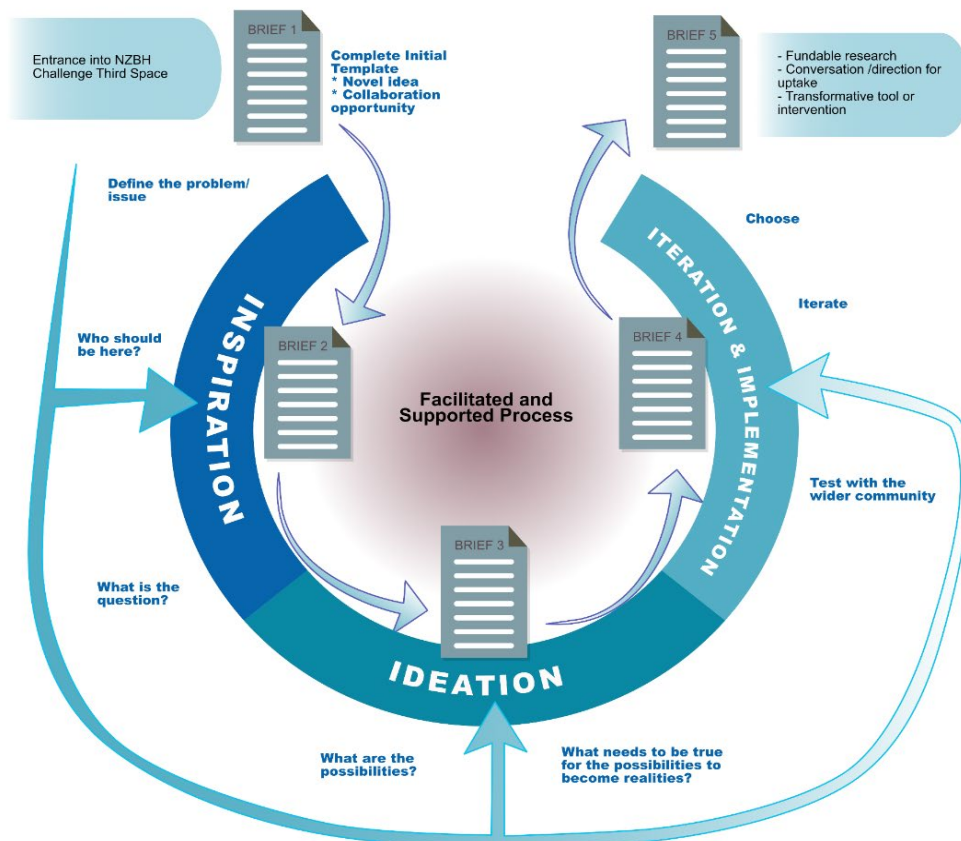 Entrance into NZBH
Challenge Third Space
BRIEF 1
Complete Initial
Template
* Novel idea
* Collaboration
opportunity
BRIEF 5
- Fundable research
- Conversation /direction for
uptake
- Transformative tool or
intervention
Define the problem/
issue
Choose
INSPIRATION
ITERATION & IMPLEMENTATION
Iterate
Who should
be here?
BRIEF 2
BRIEF 4
Facilitated and
Supported Process
Test with the
wider community
What is the
question?
BRIEF 3
IDEATION
What are the
possibilities?
What needs to be true
for the possibilities to
become realities?